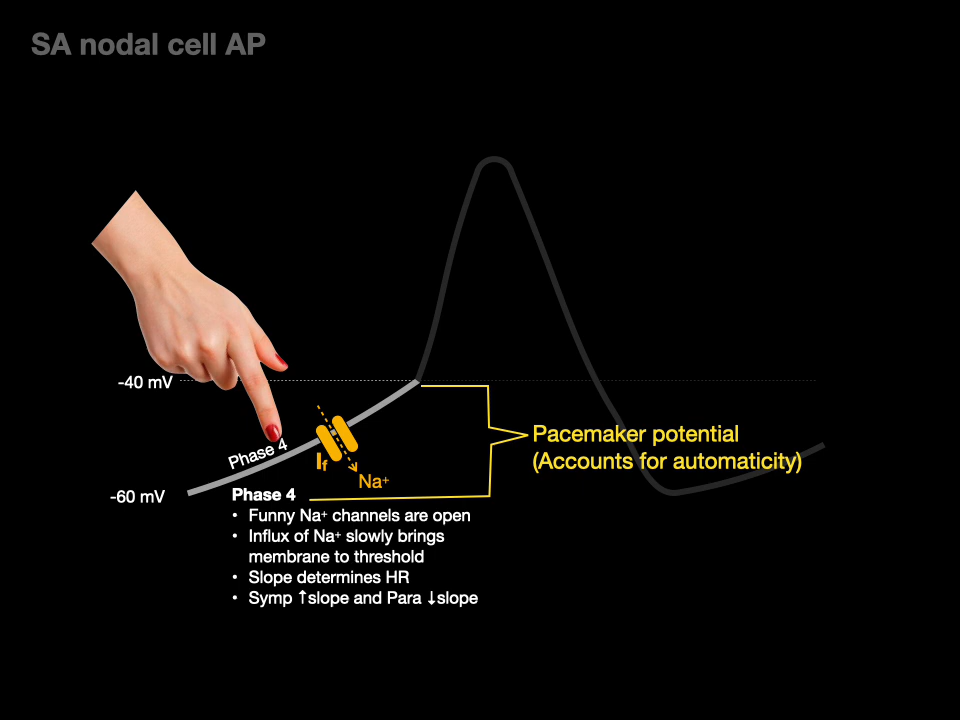 SA nodal cell AP
-40 mV
Phase 4
Pacemaker potential
(Accounts for automaticity)
If
Na⁺
-60 mV
Phase 4
• Funny Na⁺ channels are open
• Influx of Na⁺ slowly brings
membrane to threshold
• Slope determines HR
• Symp ↑slope and Para ↓slope